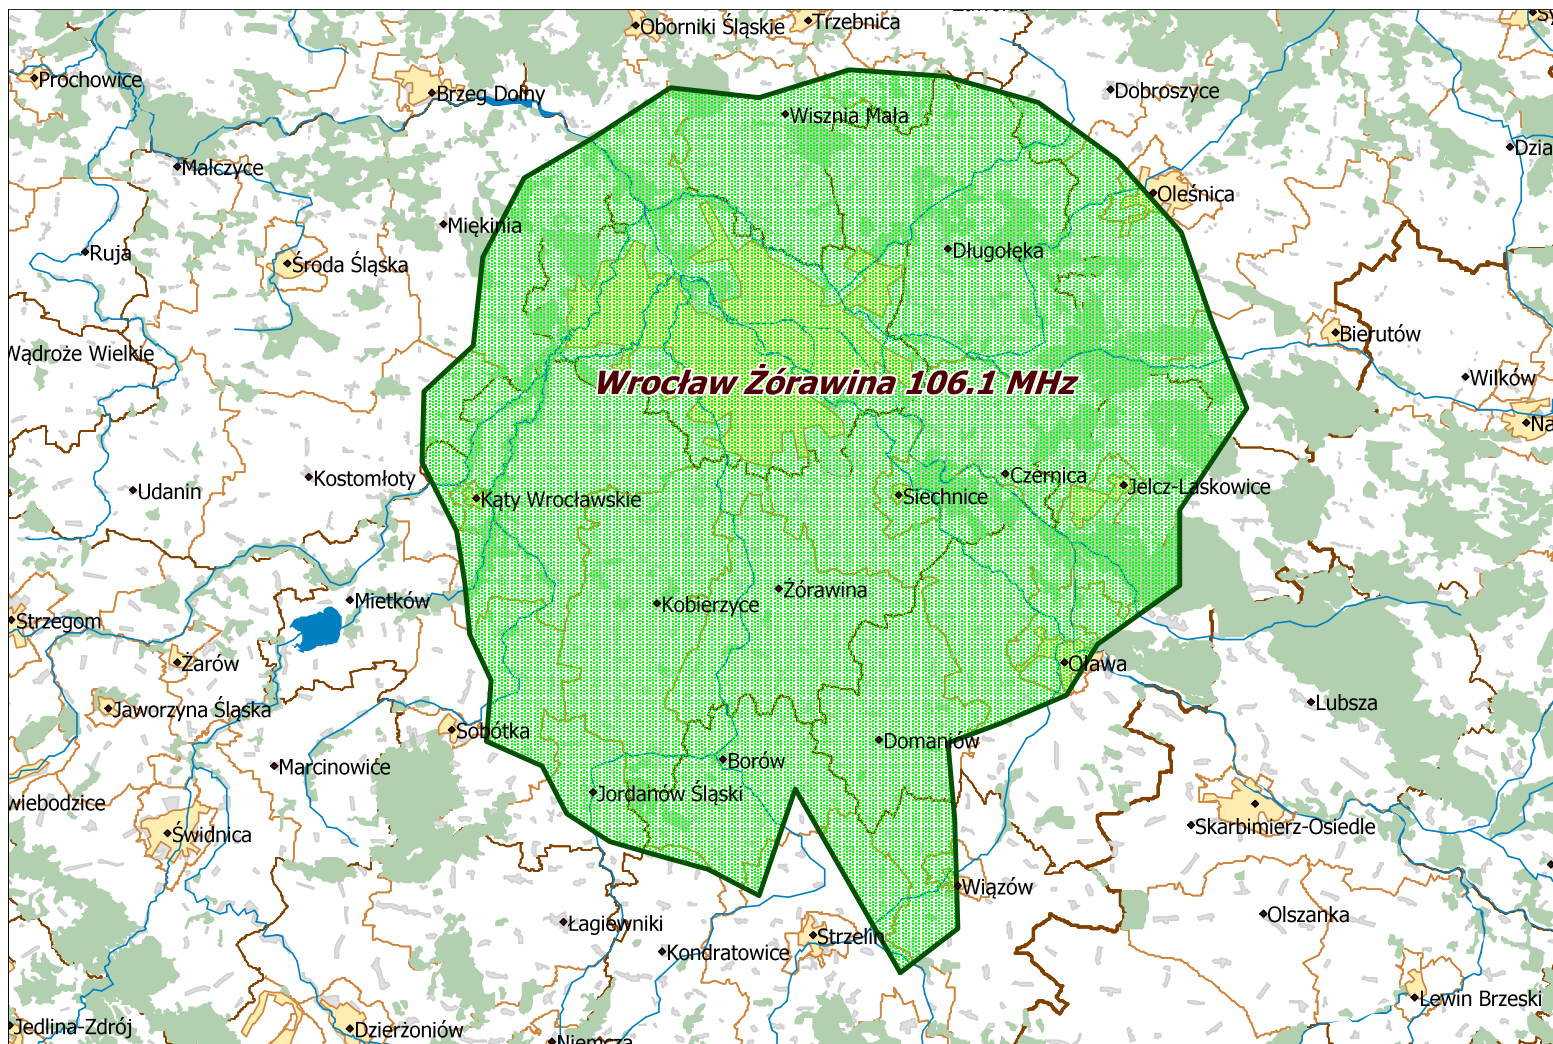 Oborniki Śląskie
Trzebnica
Prochowice
Brzeg Dolny
Dobroszyce
Wisznia Mała
Dzia
Małczyce
Oleśnica
Miękinia
Ruja
Środa Śląska
Długołęka
Bierutów
Wądroże Wielkie
Wilków
Wrocław Żórawina 106.1 MHz
Na
Kostomłoty
Udanin
Kąty Wrocławskie
Siechnice
Czernica
Jelcz-Laskowice
Mietków
Kobierzyce
Żórawina
Strzegom
Żarów
Oława
Jaworzyna Śląska
Lubsza
Sobótka
Domaniów
Marcinowice
Borów
Jordanów Śląski
wiebodzice
Świdnica
Skarbimierz-Osiedle
Wiązów
Łagiewniki
Strzelin
Olszanka
Kondratowice
Lewin Brzeski
Jedlina-Zdrój
Dzierżoniów
Niemcza